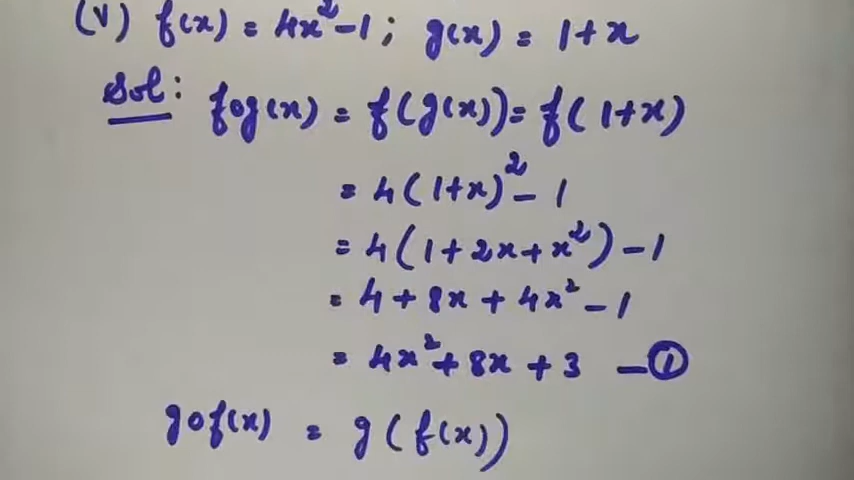 (V) f(x) = 4x²-1; g(x) = 1+x
Sol: fog(x) = f(g(x)) = f(1+x)
= 4(1+x)² - 1
= 4(1+2x+x²) - 1
= 4 + 8x + 4x² - 1
= 4x² + 8x + 3 - ①
gof(x) = g(f(x))